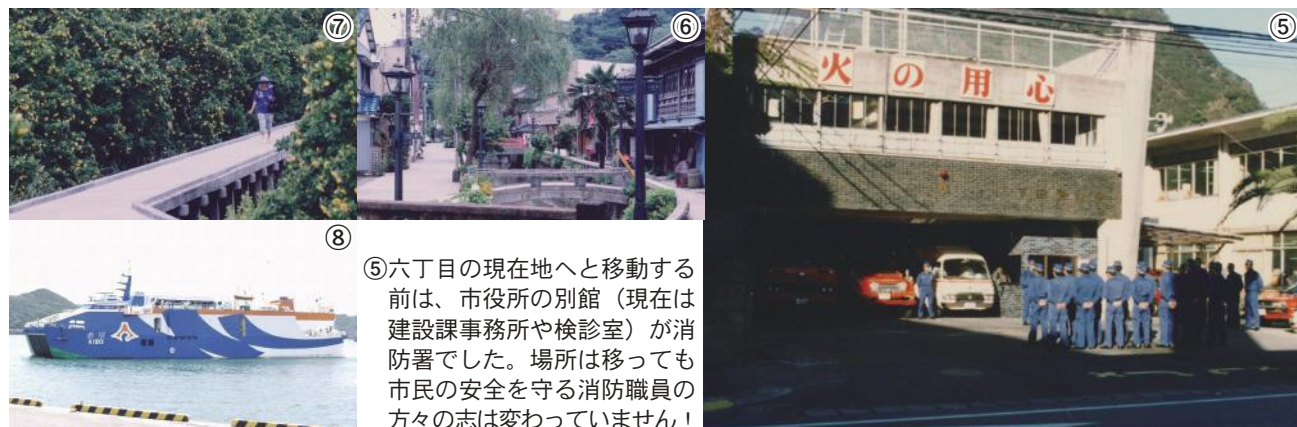 ⑦
⑥
⑤
火の用心
⑧
⑤六丁目の現在地へと移動する
前は、市役所の別館（現在は
建設課事務所や検診室）が消
防署でした。場所は移っても
市民の安全を守る消防職員の
方々の志は変わっていません！